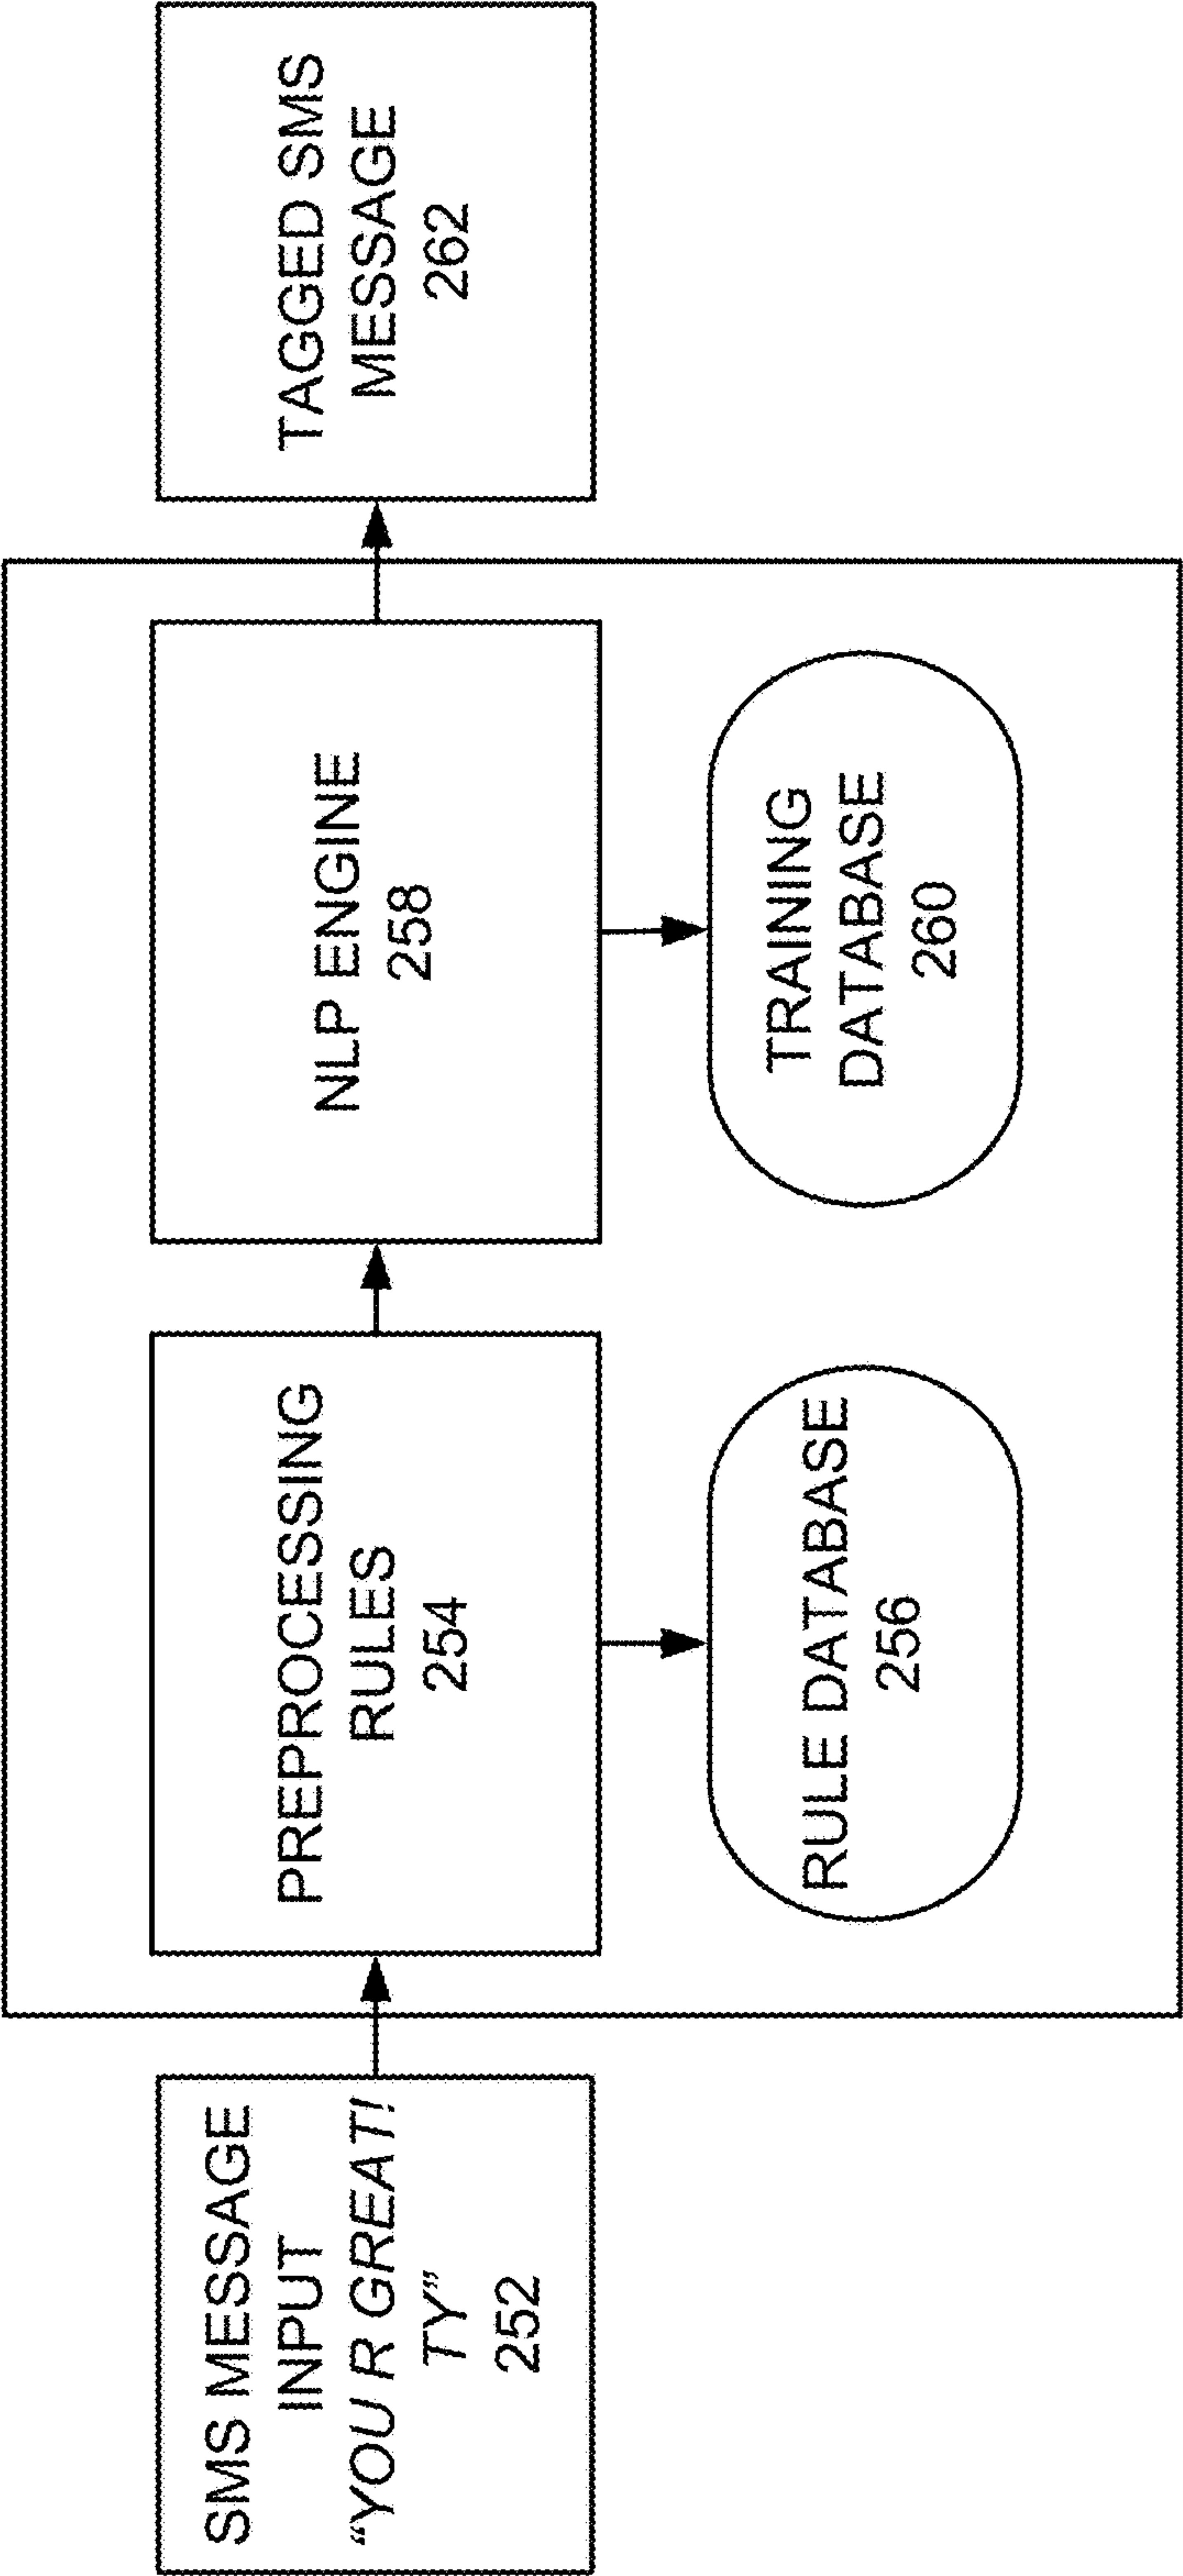 SMS MESSAGE
INPUT
“YOU R GREAT!
TY”
252
PREPROCESSING
RULES
254
NLP ENGINE
258
TAGGED SMS
MESSAGE
262
RULE DATABASE
256
TRAINING
DATABASE
260